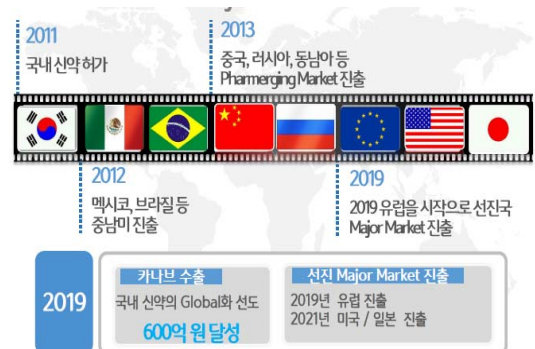 2011
국내 신약 허가
2013
중국, 러시아, 동남아 등
Pharmerging Market 진출
2012
멕시코, 브라질 등
중남미 진출
2019
2019 유럽을 시작으로 선진국
Major Market 진출
2019
카나브 수출
국내 신약의 Global화 선도
600억 원 달성
선진 Major Market 진출
2019년 유럽 진출
2021년 미국 / 일본 진출